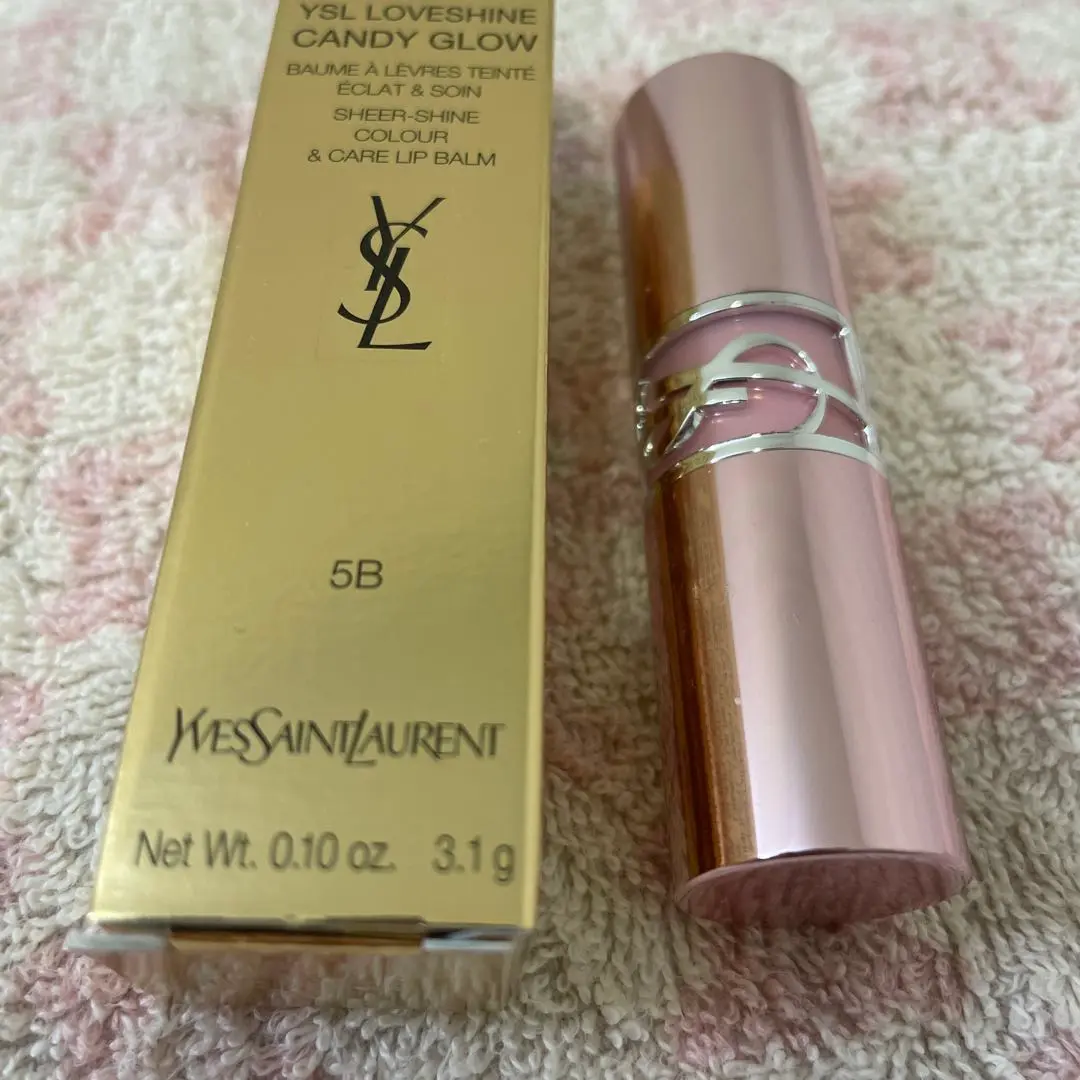 YSL LOVESHINE
CANDY GLOW
BAUME À LÈVRES TEINTÉ
ÉCLAT & SOIN
SHEER-SHINE
COLOUR
& CARE LIP BALM
YSL
5B
YVESSAINTLAURENT
Net Wt. 0.10 oz. 3.1 g